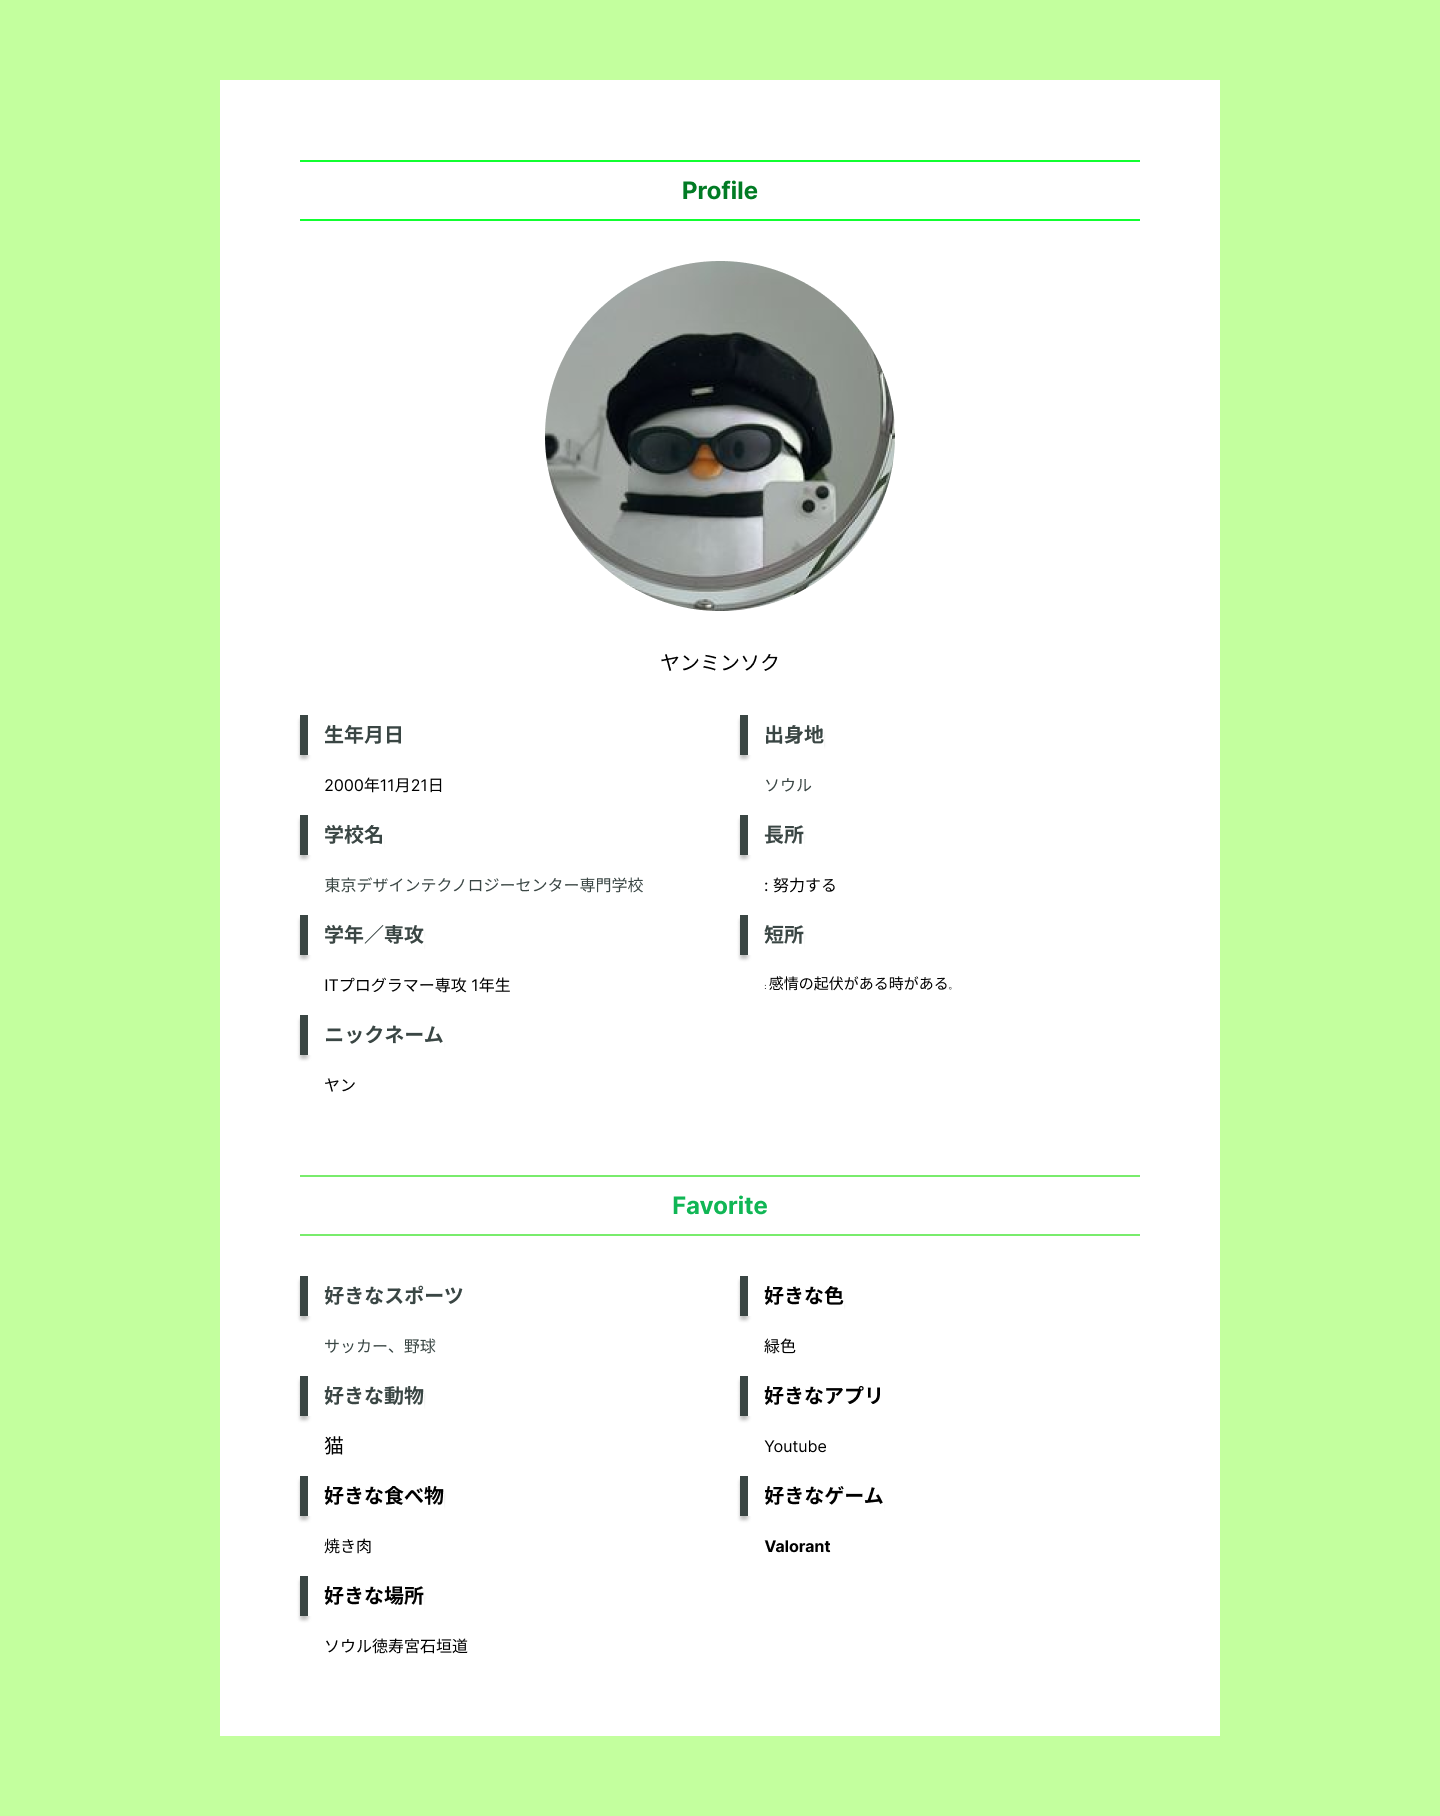 Profile
ヤンミンソク
生年月日
2000年11月21日
学校名
東京デザインテクノロジーセンター専門学校
学年／専攻
ITプログラマー専攻 1年生
ニックネーム
ヤン
出身地
ソウル
長所
: 努力する
短所
: 感情の起伏がある時がある。
Favorite
好きなスポーツ
サッカー、野球
好きな動物
猫
好きな食べ物
焼き肉
好きな場所
ソウル徳寿宮石垣道
好きな色
緑色
好きなアプリ
Youtube
好きなゲーム
Valorant